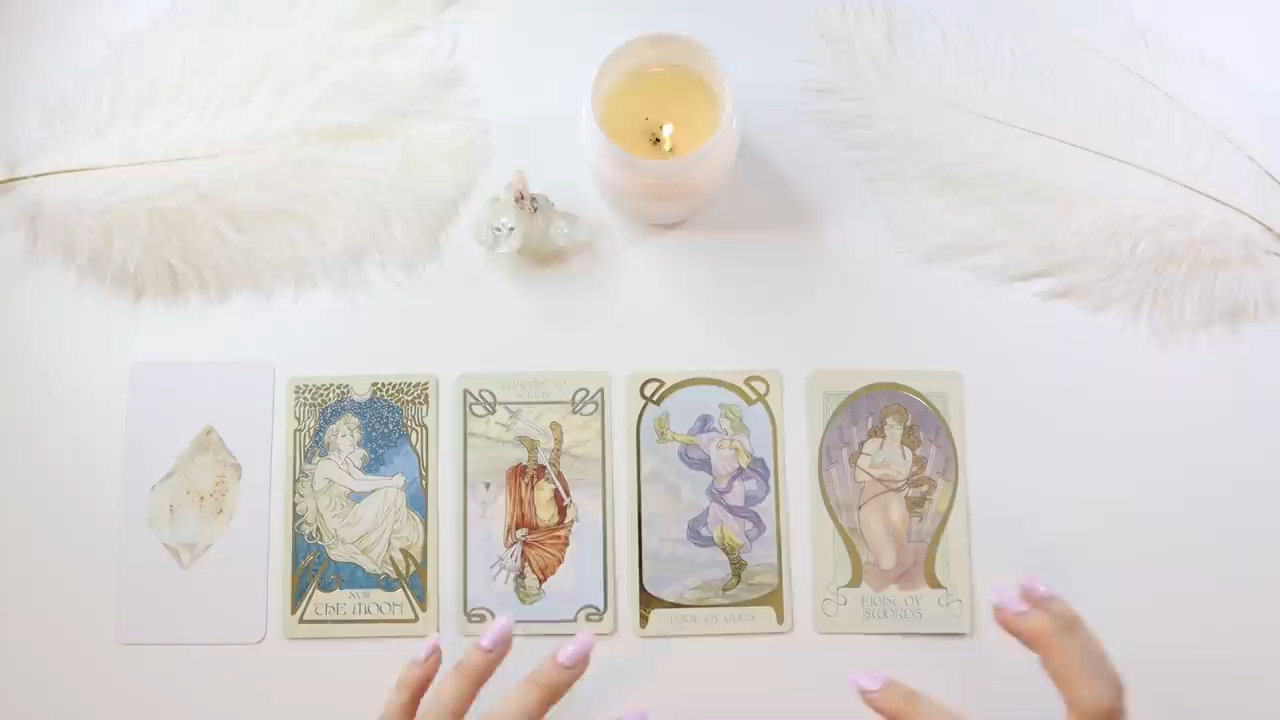 XVIII
THE MOON
PAGE OF CUPS
EIGHT OF
SWORDS